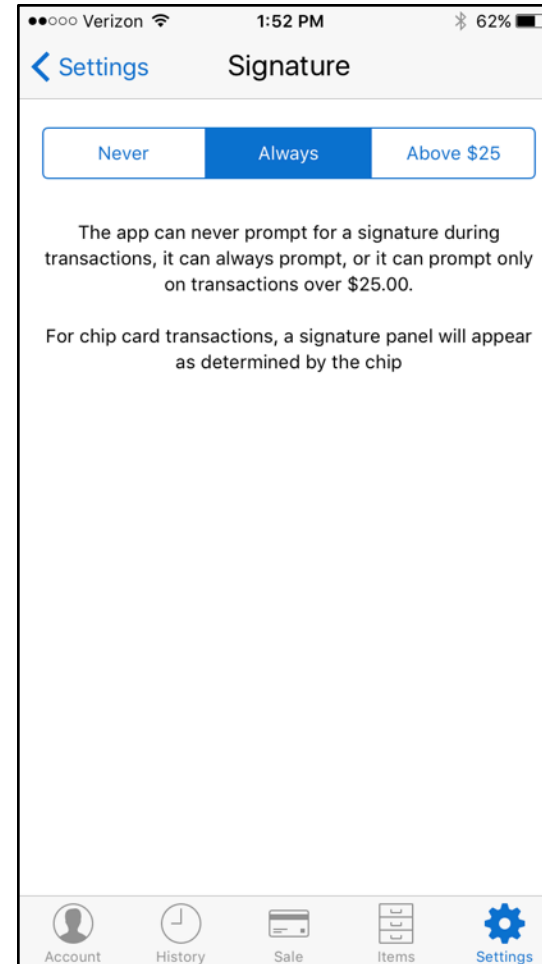 Verizon 1:52 PM 62%
Settings Signature
Never Always Above $25
The app can never prompt for a signature during
transactions, it can always prompt, or it can prompt only
on transactions over $25.00.
For chip card transactions, a signature panel will appear
as determined by the chip
Account History Sale Items Settings